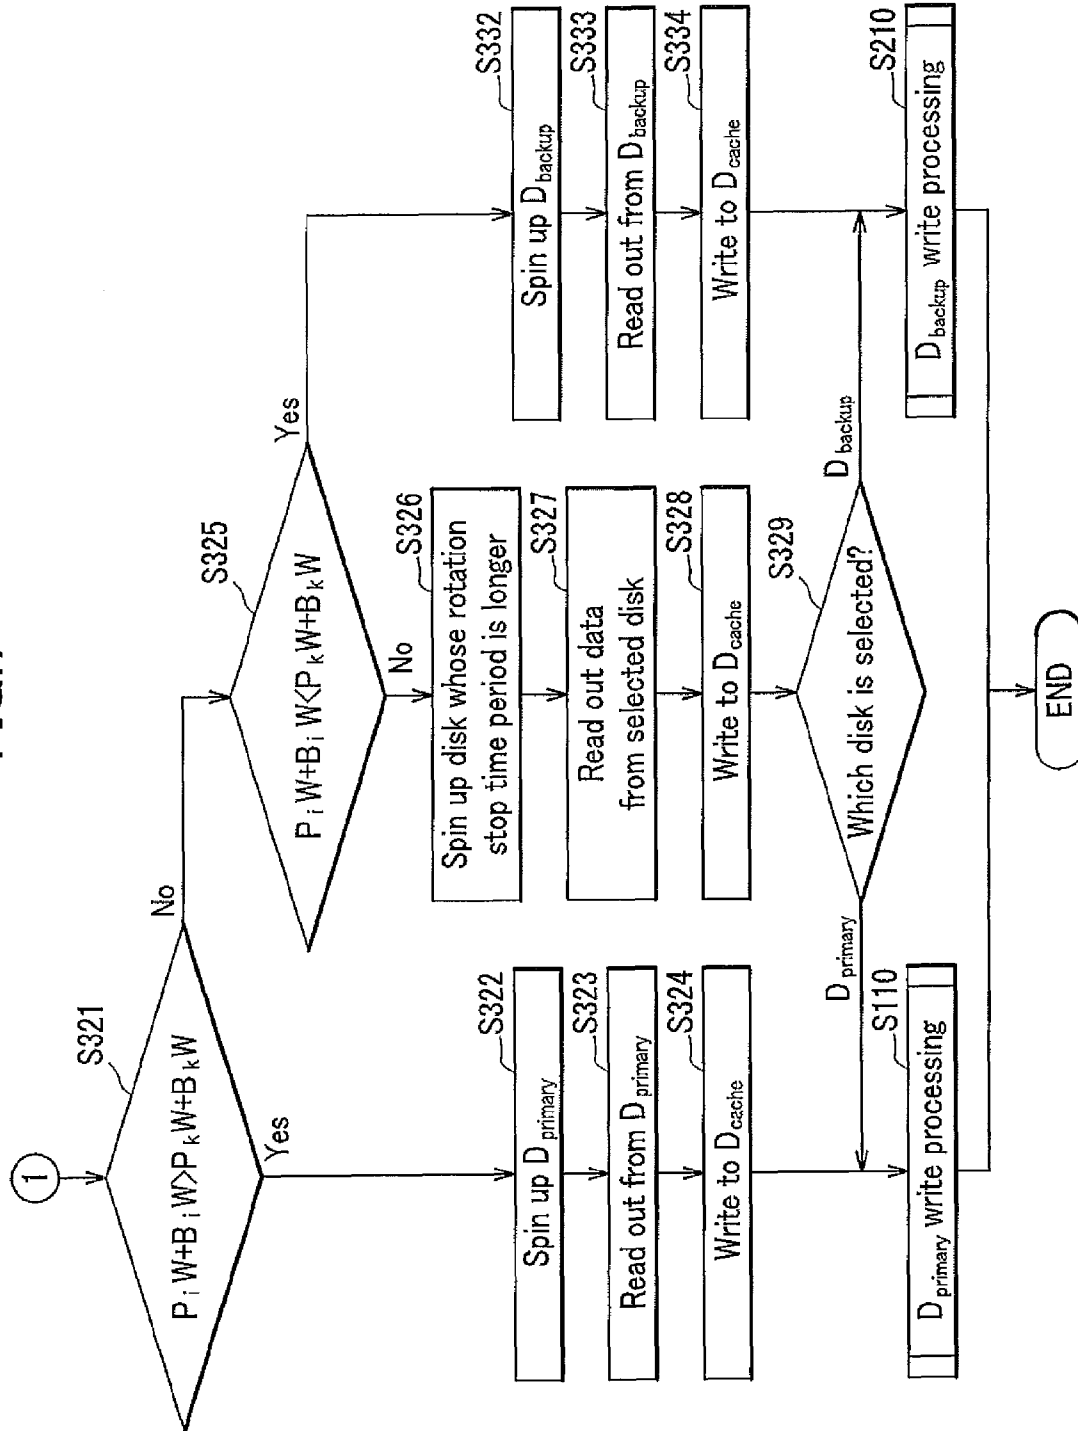 1
S321
P i W+B i W>P k W+B k W
No
Yes
S325
P i W+B i W<P k W+B k W
Yes
No
S322
Spin up D primary
S323
Read out from D primary
S324
Write to D cache
S326
Spin up disk whose rotation
stop time period is longer
S327
Read out data
from selected disk
S328
Write to D cache
S329
Which disk is selected?
D primary
D backup
S332
Spin up D backup
S333
Read out from D backup
S334
Write to D cache
S110
D primary write processing
S210
D backup write processing
END